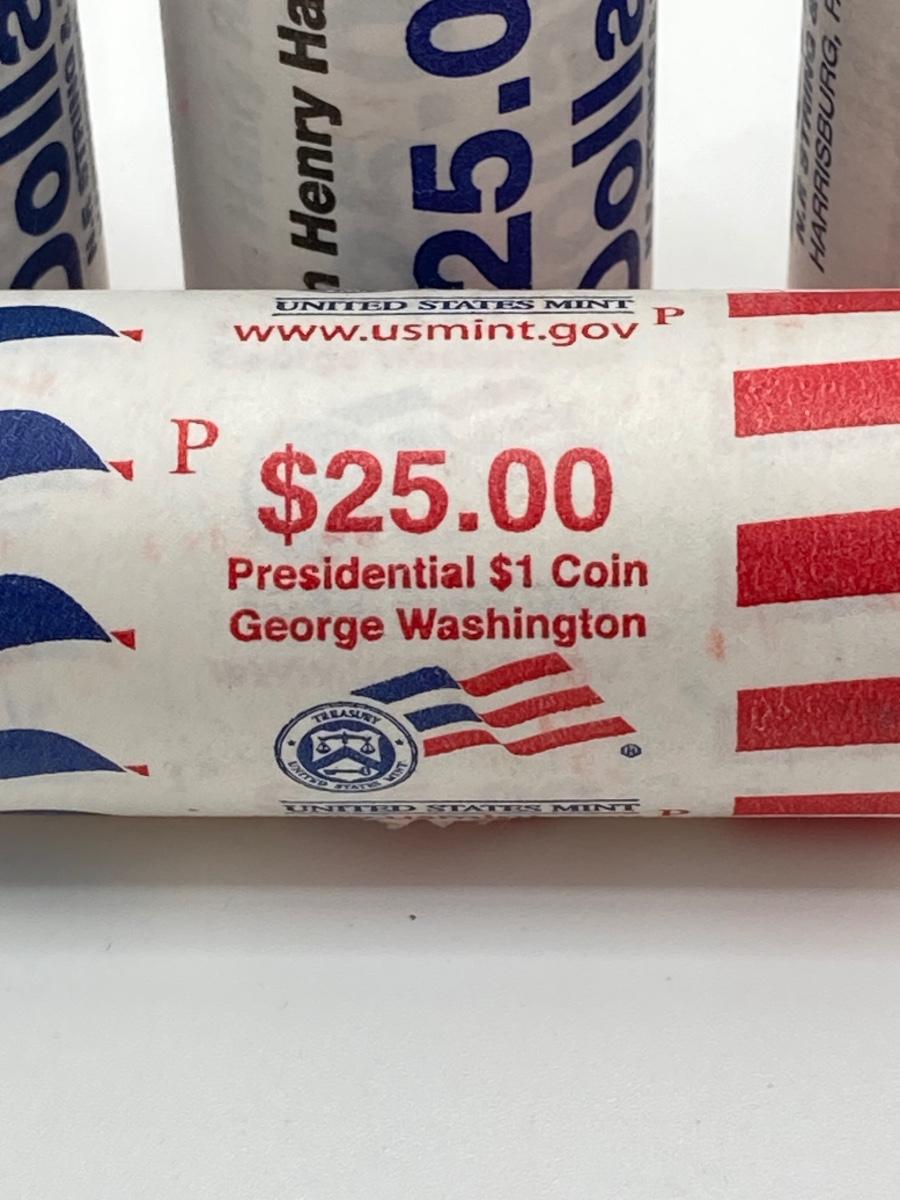 Dolla
n Henry Ha
25.0
Dolla
HARRISBURG, P
UNITED STATES MINT
www.usmint.gov P
P
$25.00
Presidential $1 Coin
George Washington
TREASURY
UNITED STATES MINT
®
UNITED STATES MINT P